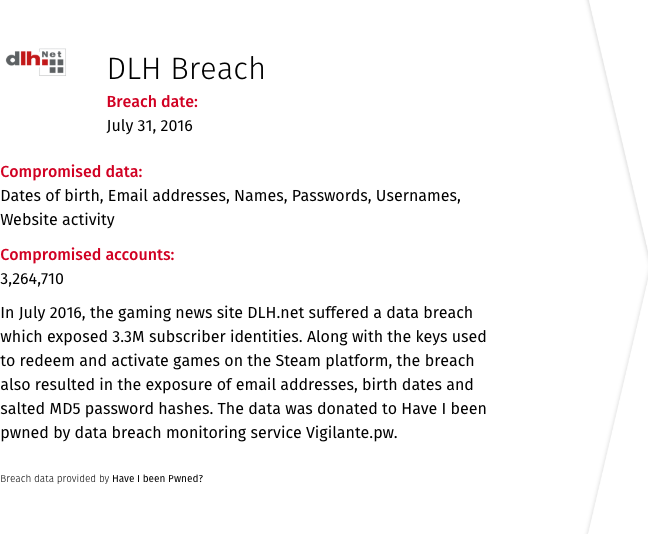 dlh.Net
DLH Breach
Breach date:
July 31, 2016
Compromised data:
Dates of birth, Email addresses, Names, Passwords, Usernames,
Website activity
Compromised accounts:
3,264,710
In July 2016, the gaming news site DLH.net suffered a data breach
which exposed 3.3M subscriber identities. Along with the keys used
to redeem and activate games on the Steam platform, the breach
also resulted in the exposure of email addresses, birth dates and
salted MD5 password hashes. The data was donated to Have I been
pwned by data breach monitoring service Vigilante.pw.
Breach data provided by Have I been Pwned?